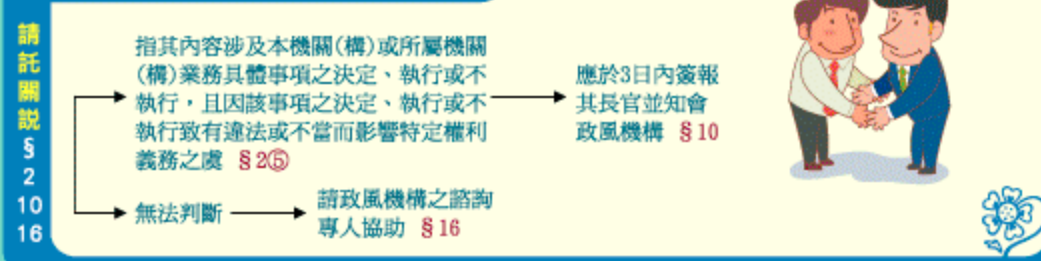 請託關說§
2
10
16
指其內容涉及本機關(構)或所屬機關
(構)業務具體事項之決定、執行或不
執行，且因該事項之決定、執行或不
執行致有違法或不當而影響特定權利
義務之處 §2⑤
應於3日內簽報
其長官並知會
政風機構 §10
無法判斷
請政風機構之諮詢
專人協助 §16